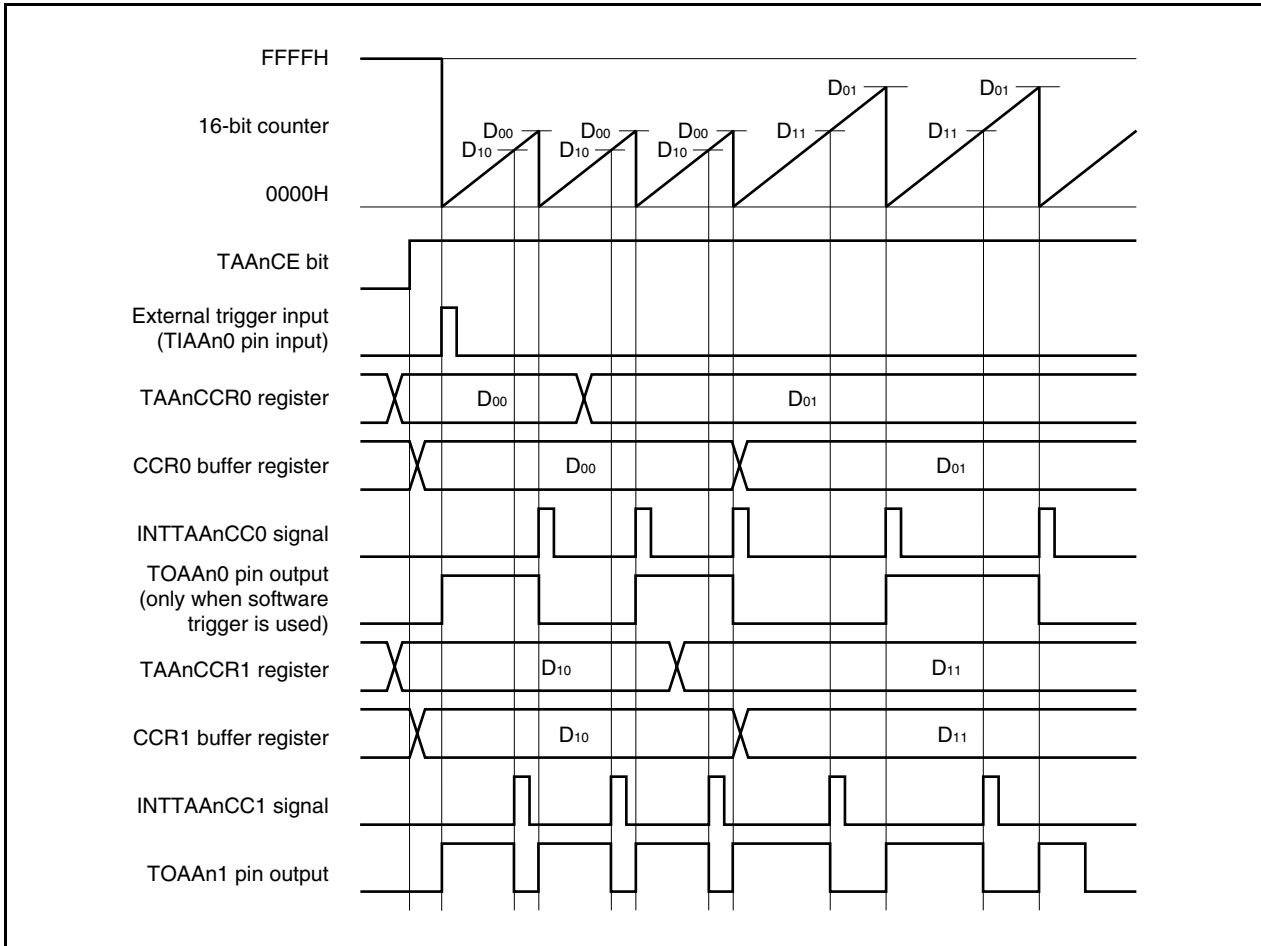 FFFFH
D01 D01
16-bit counter D00 D00 D00 D11 D11
D10 D10 D10
0000H
TAAnCE bit
External trigger input
(TIAAn0 pin input)
TAAnCCR0 register D00 D01
CCR0 buffer register D00 D01
INTTAAnCC0 signal
TOAAn0 pin output
(only when software
trigger is used)
TAAnCCR1 register D10 D11
CCR1 buffer register D10 D11
INTTAAnCC1 signal
TOAAn1 pin output